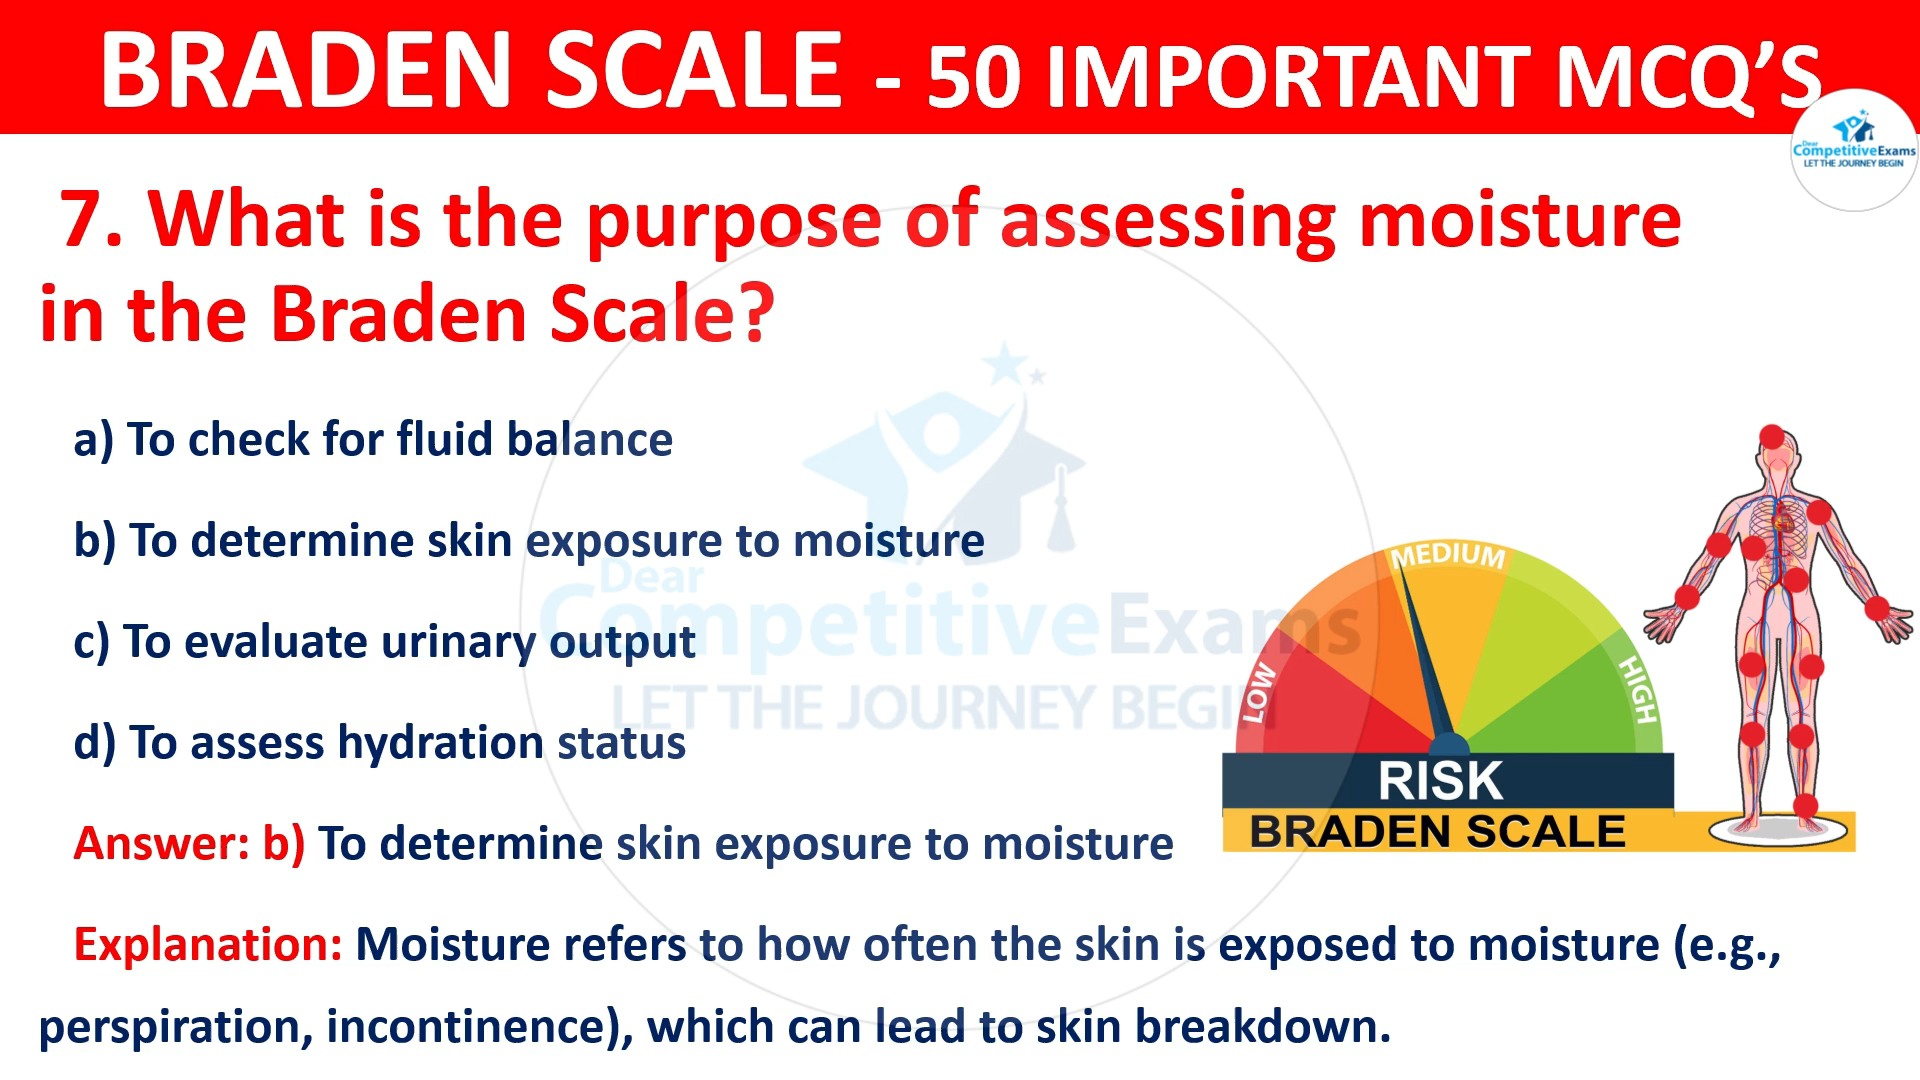 BRADEN SCALE - 50 IMPORTANT MCQ’S
Dear
CompetitiveExams
LET THE JOURNEY BEGIN
7. What is the purpose of assessing moisture
in the Braden Scale?
a) To check for fluid balance
b) To determine skin exposure to moisture
c) To evaluate urinary output
d) To assess hydration status
Answer: b) To determine skin exposure to moisture
Explanation: Moisture refers to how often the skin is exposed to moisture (e.g.,
perspiration, incontinence), which can lead to skin breakdown.
Dear
CompetitiveExams
LET THE JOURNEY BEGIN
LOW
MEDIUM
HIGH
RISK
BRADEN SCALE